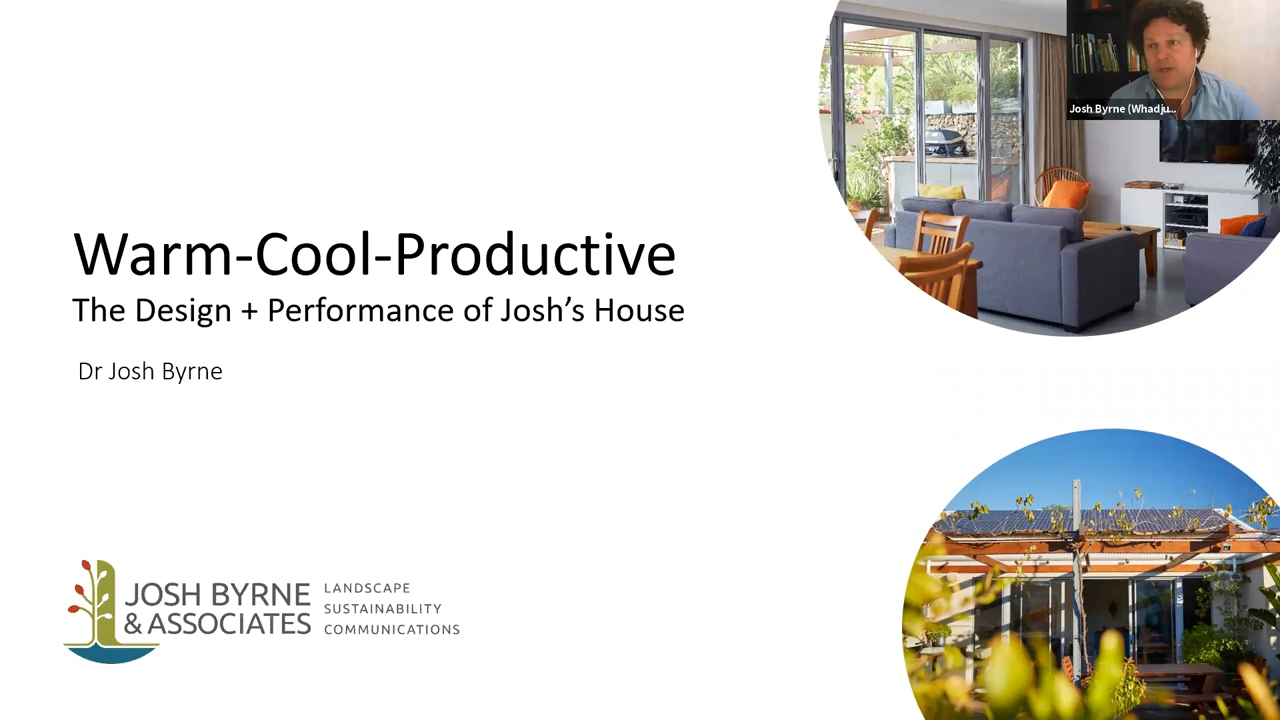 Josh Byrne (Whadju...
Warm-Cool-Productive
The Design + Performance of Josh’s House
Dr Josh Byrne
JOSH BYRNE
& ASSOCIATES
LANDSCAPE
SUSTAINABILITY
COMMUNICATIONS